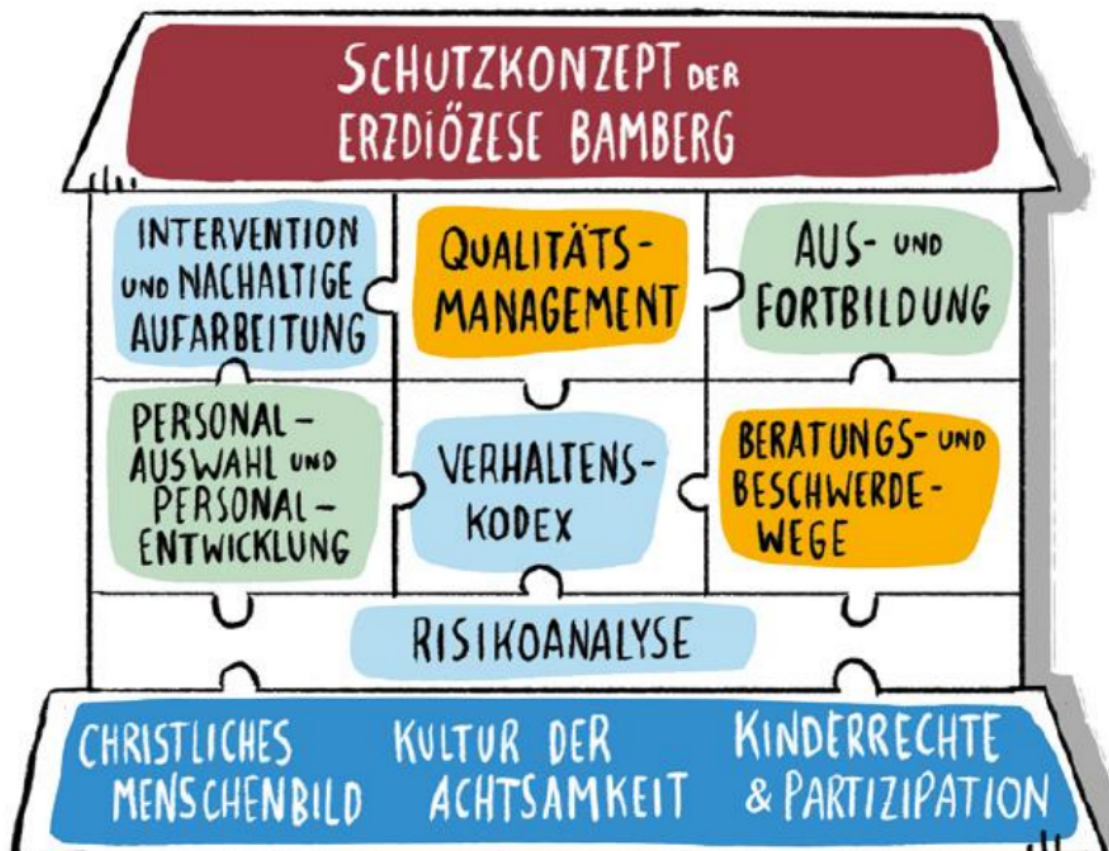 SCHUTZKONZEPT DER
ERZDIÖZESE BAMBERG
INTERVENTION
UND NACHALTIGE
AUFARBEITUNG
QUALITÄTS-
MANAGEMENT
AUS- UND
FORTBILDUNG
PERSONAL-
AUSWAHL UND
PERSONAL-
ENTWICKLUNG
VERHALTENS-
KODEX
BERATUNGS- UND
BESCHWERDE-
WEGE
RISIKOANALYSE
CHRISTLICHES
MENSCHENBILD
KULTUR DER
ACHTSAMKEIT
KINDERRECHTE
& PARTIZIPATION